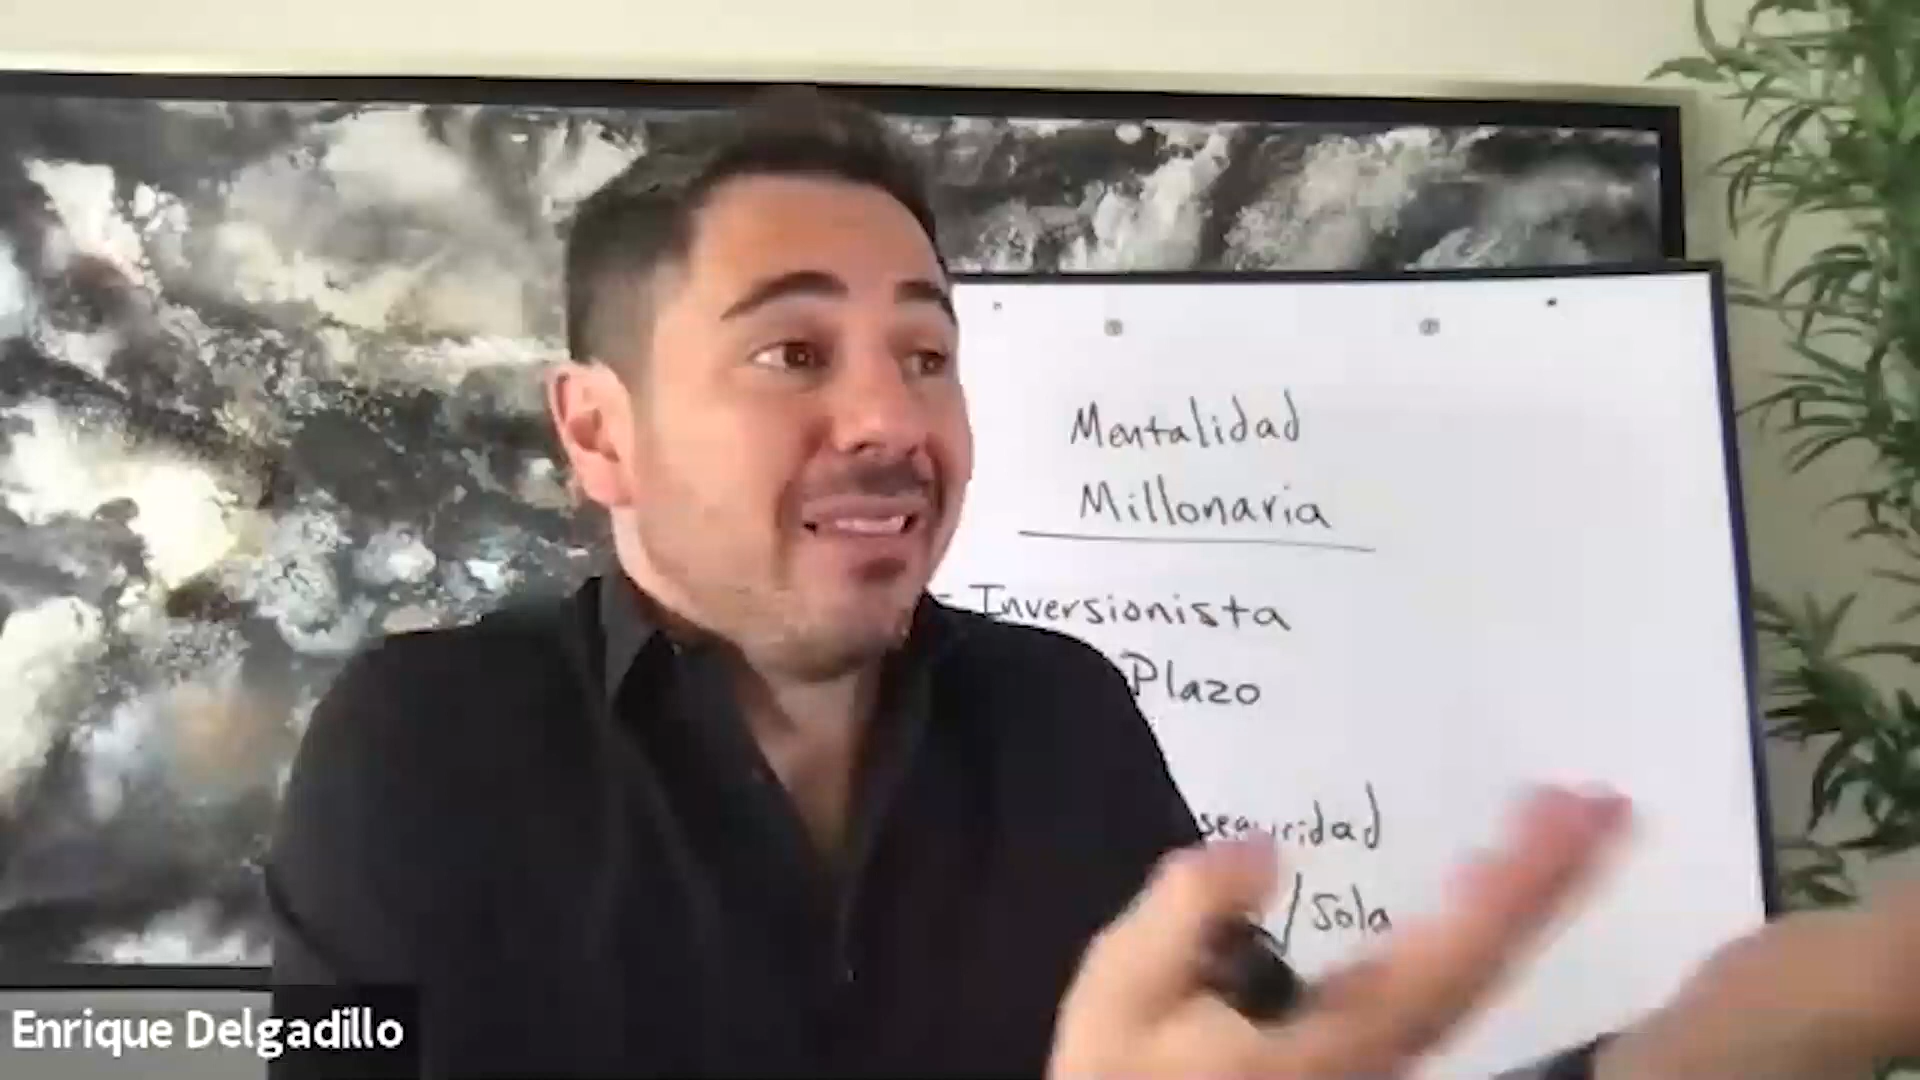 Mentalidad
Millonaria
- Inversionista
Plazo
seguridad
/Sola
Enrique Delgadillo